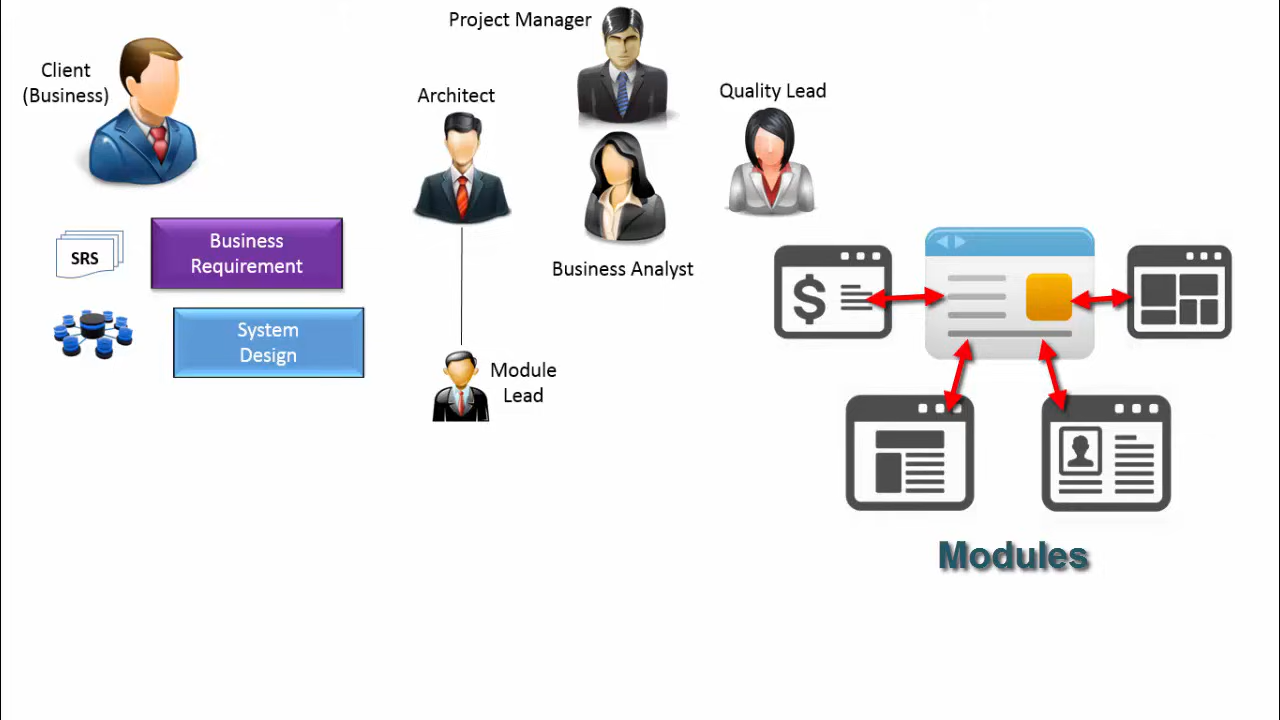 Project Manager
Client
(Business)
Architect
Quality Lead
SRS
Business
Requirement
Business Analyst
System
Design
Module
Lead
$
Modules